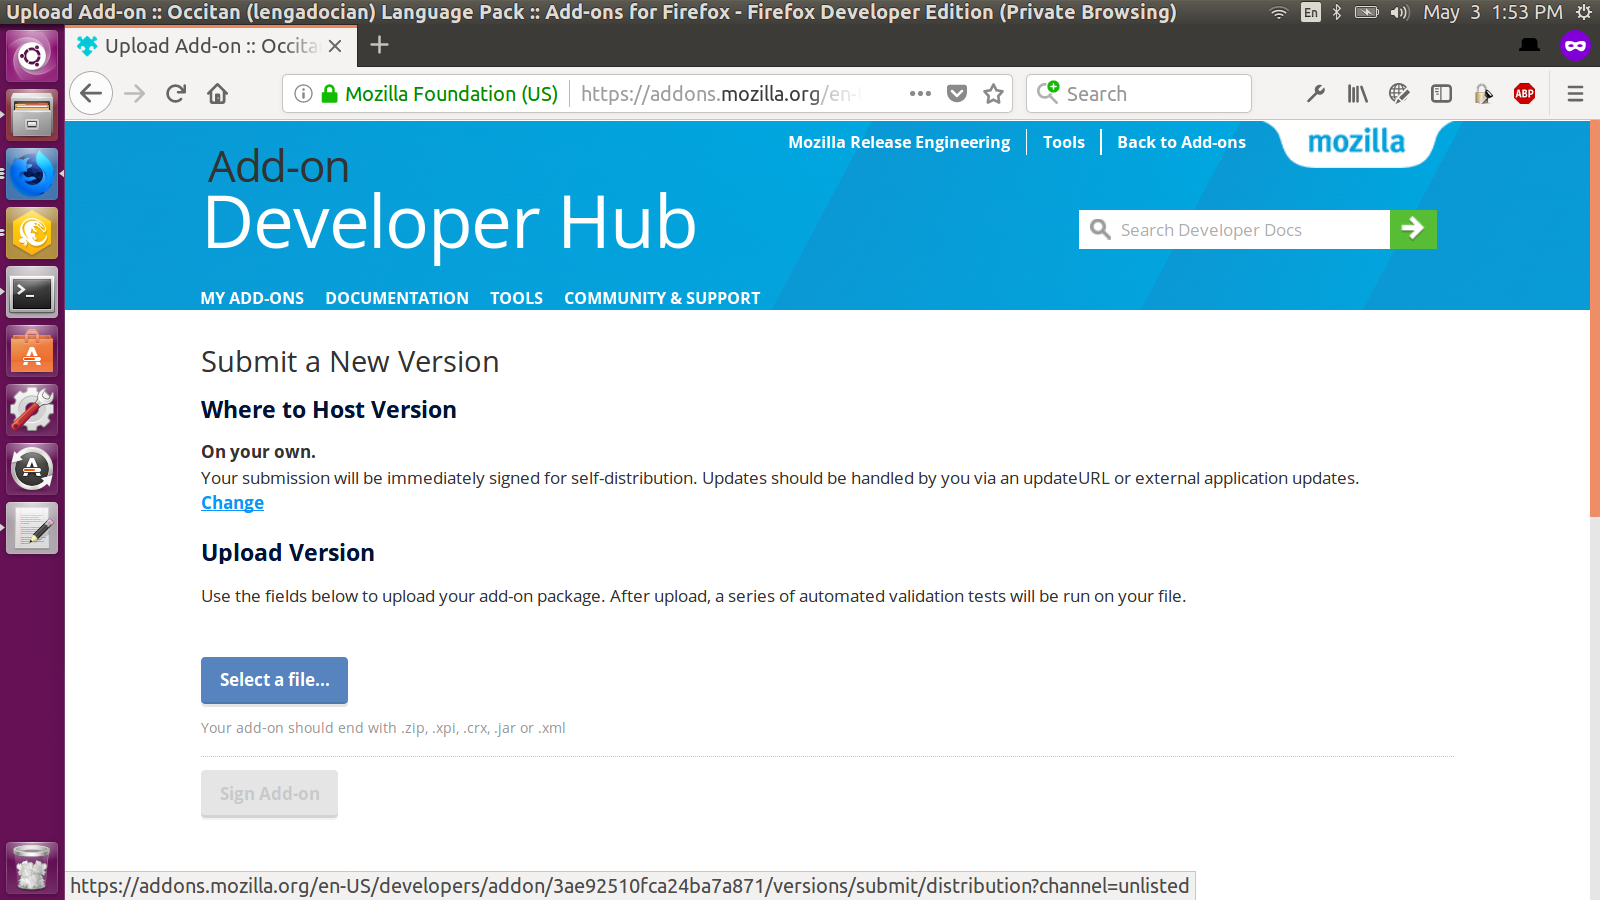 Upload Add-on :: Occitan (lengadocian) Language Pack :: Add-ons for Firefox - Firefox Developer Edition (Private Browsing)
En
May 3 1:53 PM
Upload Add-on :: Occita
Mozilla Foundation (US)
https://addons.mozilla.org/en-
Search
ABP
Mozilla Release Engineering
Tools
Back to Add-ons
mozilla
Add-on
Developer Hub
Search Developer Docs
MY ADD-ONS
DOCUMENTATION
TOOLS
COMMUNITY & SUPPORT
Submit a New Version
Where to Host Version
On your own.
Your submission will be immediately signed for self-distribution. Updates should be handled by you via an updateURL or external application updates.
Change
Upload Version
Use the fields below to upload your add-on package. After upload, a series of automated validation tests will be run on your file.
Select a file...
Your add-on should end with .zip, .xpi, .crx, .jar or .xml
Sign Add-on
https://addons.mozilla.org/en-US/developers/addon/3ae92510fca24ba7a871/versions/submit/distribution?channel=unlisted